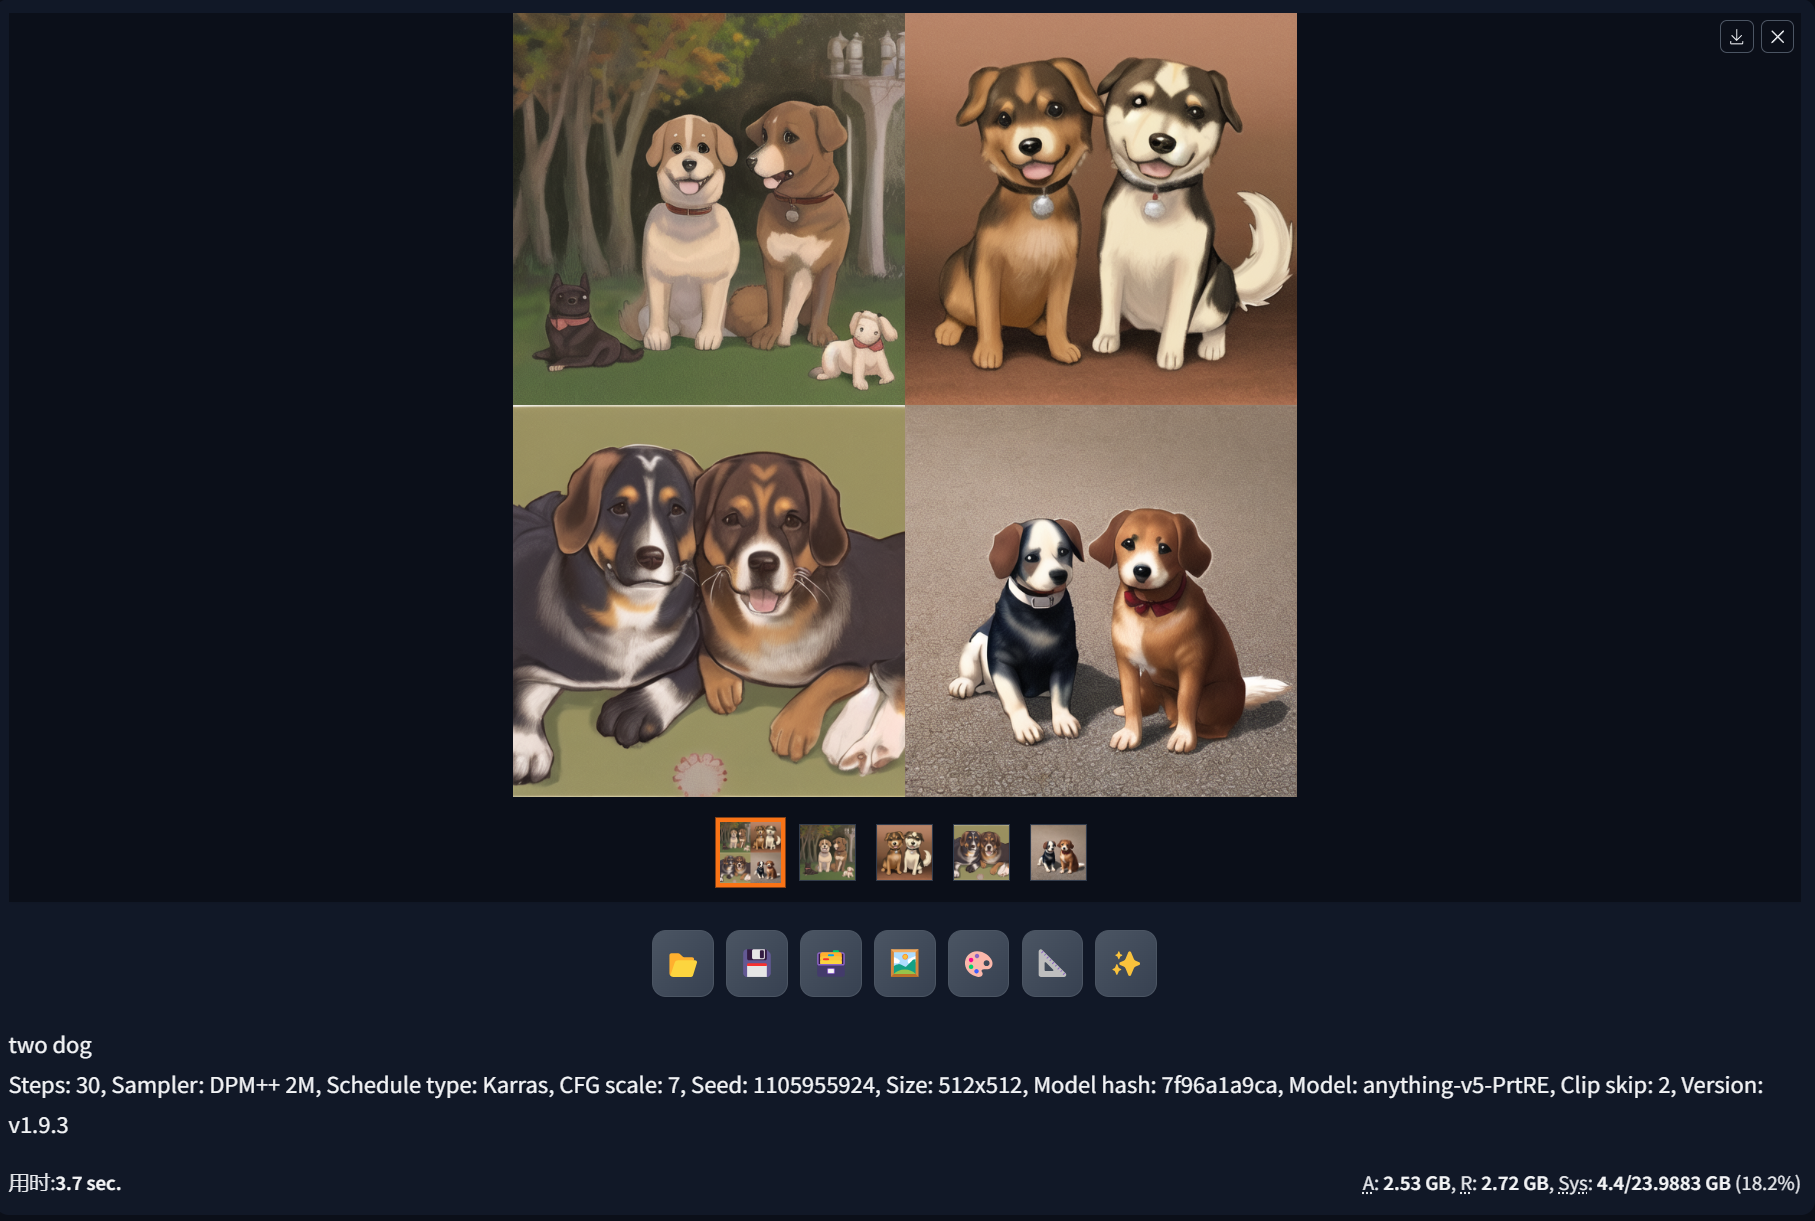 two dog
Steps: 30, Sampler: DPM++ 2M, Schedule type: Karras, CFG scale: 7, Seed: 1105955924, Size: 512x512, Model hash: 7f96a1a9ca, Model: anything-v5-PrtRE, Clip skip: 2, Version:
v1.9.3
用时:3.7 sec.
A: 2.53 GB, R: 2.72 GB, Sys: 4.4/23.9883 GB (18.2%)